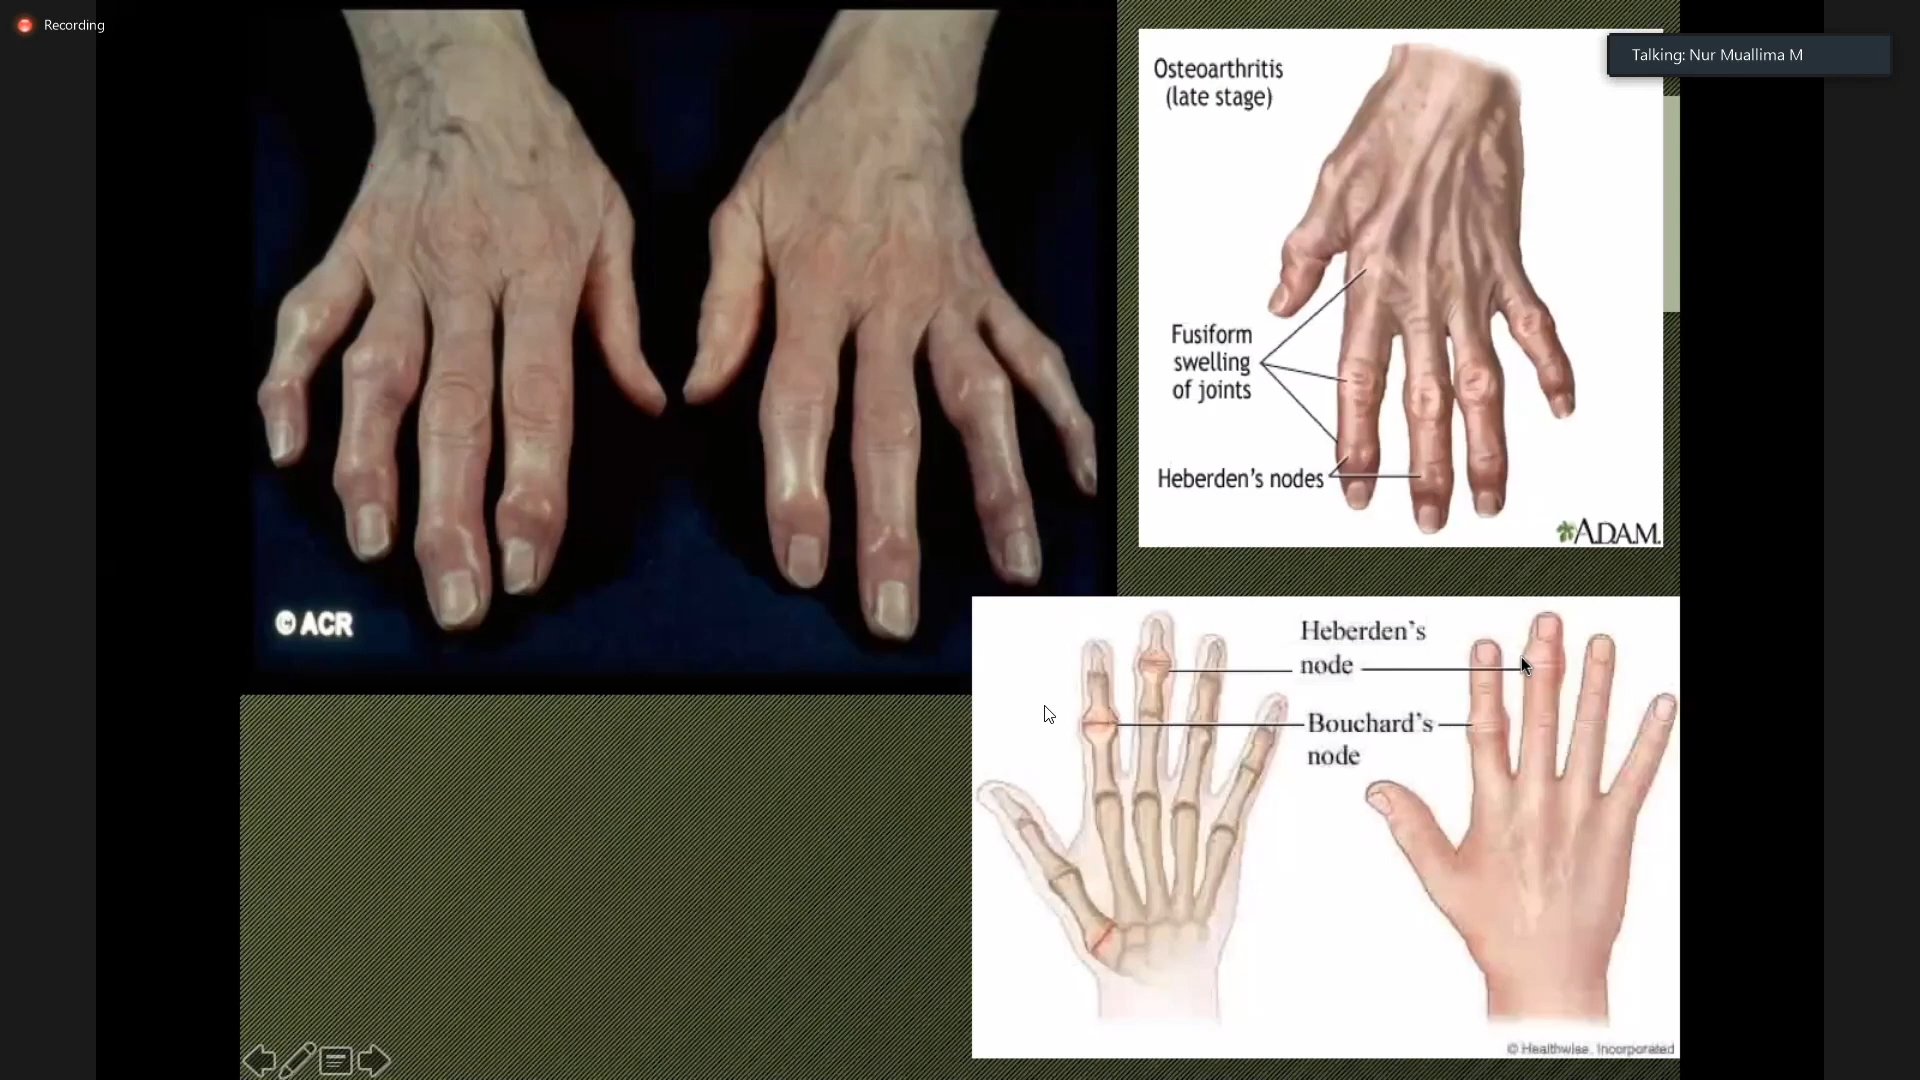 Recording
Talking: Nur Muallima M
Osteoarthritis
(late stage)
Fusiform
swelling
of joints
Heberden's nodes
A.D.A.M.
© ACR
Heberden's
node
Bouchard's
node
© Healthwise, Incorporated